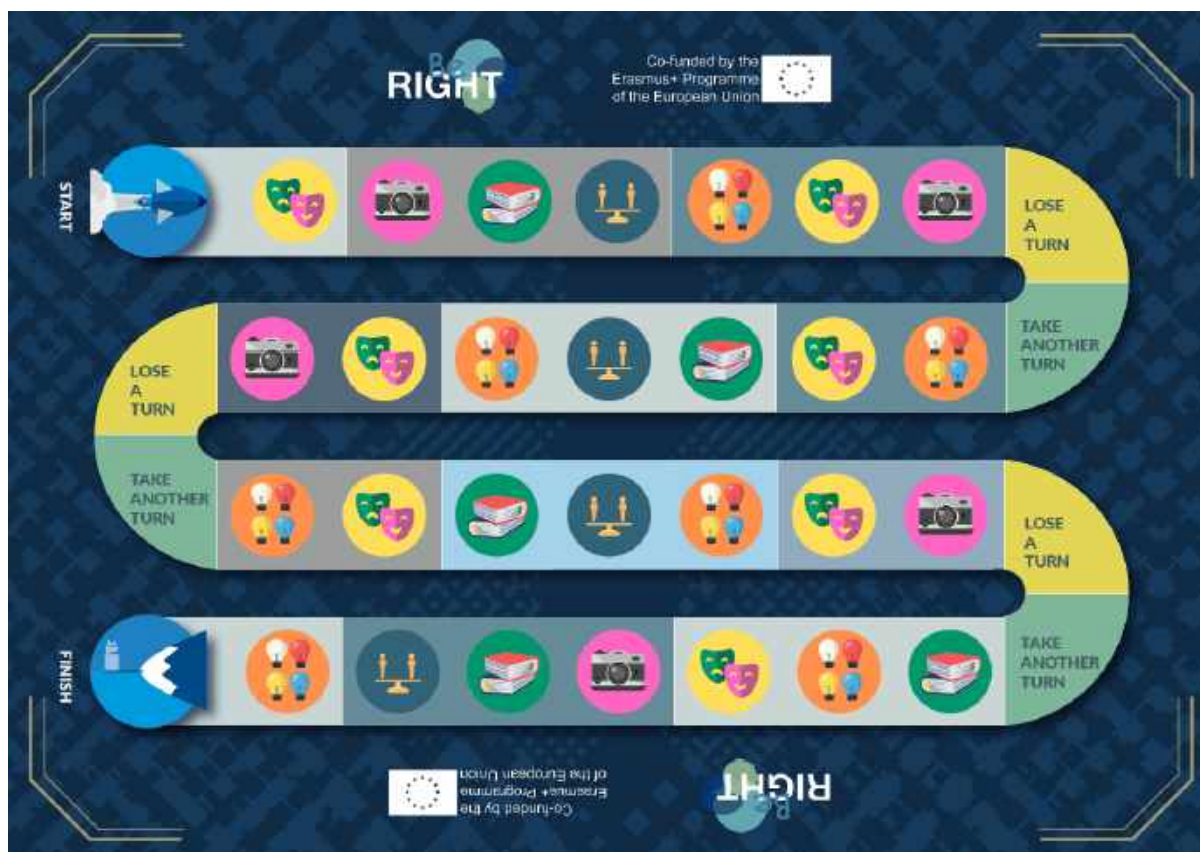 Be
RIGHT
Co-funded by the
Erasmus+ Programme
of the European Union
START
LOSE
A
TURN
TAKE
ANOTHER
TURN
LOSE
A
TURN
TAKE
ANOTHER
TURN
LOSE
A
TURN
TAKE
ANOTHER
TURN
FINISH
Co-funded by the
Erasmus+ Programme
of the European Union
Be
RIGHT